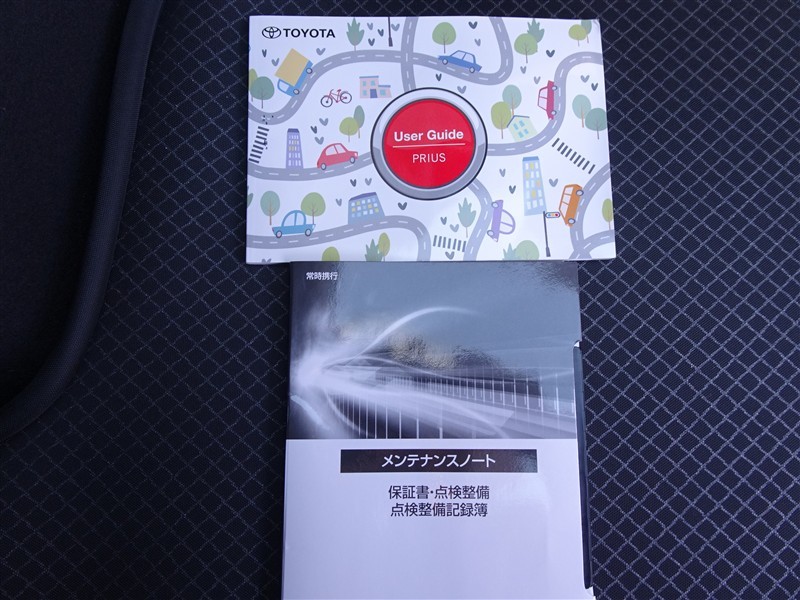 TOYOTA
User Guide
PRIUS
常時携行
メンテナンスノート
保証書・点検整備
点検整備記録簿